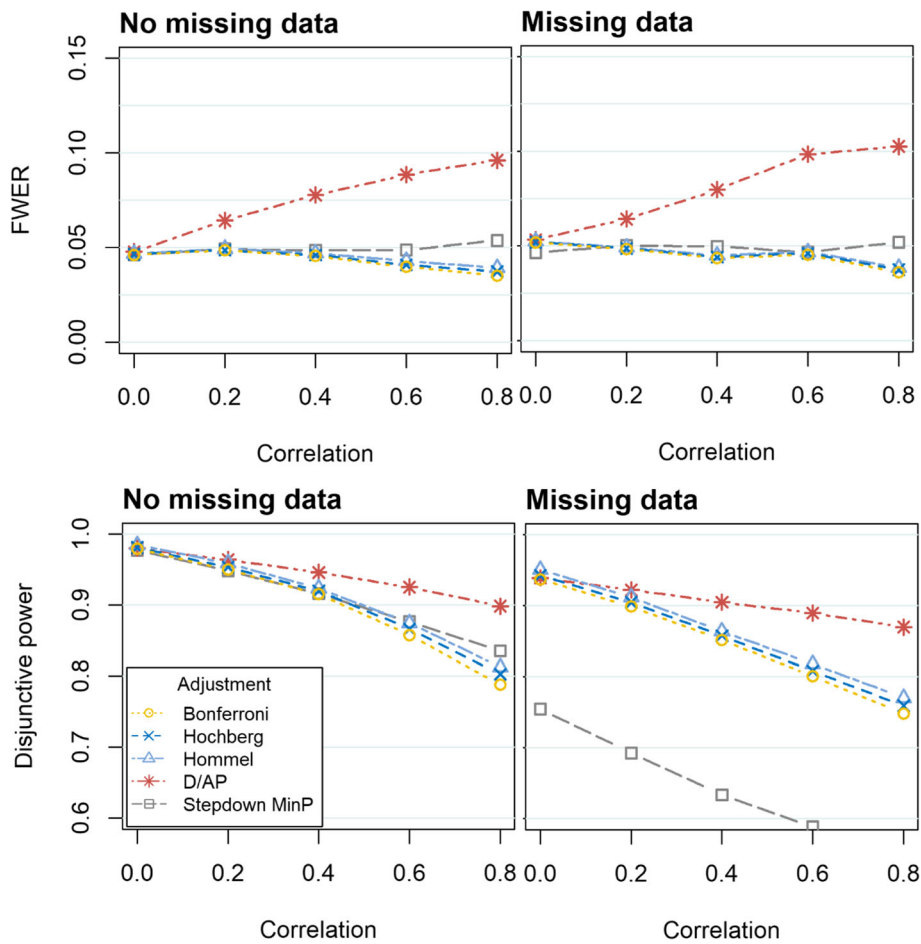 No missing data
Missing data
FWER
0.15
0.10
0.05
0.00
0.0 0.2 0.4 0.6 0.8
0.0 0.2 0.4 0.6 0.8
Correlation
Correlation
No missing data
Missing data
Disjunctive power
1.0
0.9
0.8
0.7
0.6
Adjustment
Bonferroni
Hochberg
Hommel
D/AP
Stepdown MinP
0.0 0.2 0.4 0.6 0.8
0.0 0.2 0.4 0.6 0.8
Correlation
Correlation